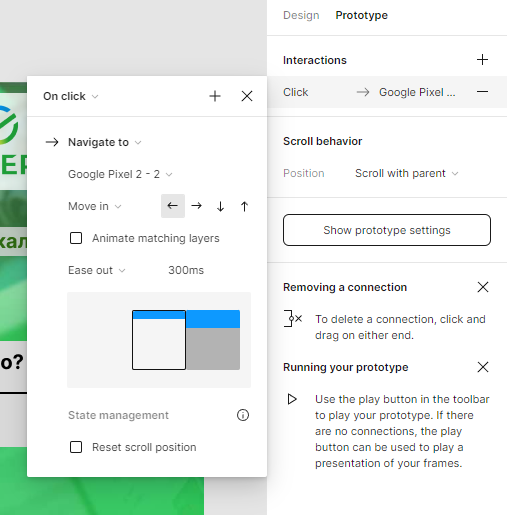 Design Prototype
Interactions
Click Google Pixel ...
Scroll behavior
Position Scroll with parent
Show prototype settings
Removing a connection
To delete a connection, click and
drag on either end.
Running your prototype
Use the play button in the toolbar
to play your prototype. If there
are no connections, the play
button can be used to play a
presentation of your frames.
On click
Navigate to
Google Pixel 2 - 2
Move in
Animate matching layers
Ease out 300ms
State management
Reset scroll position
о?